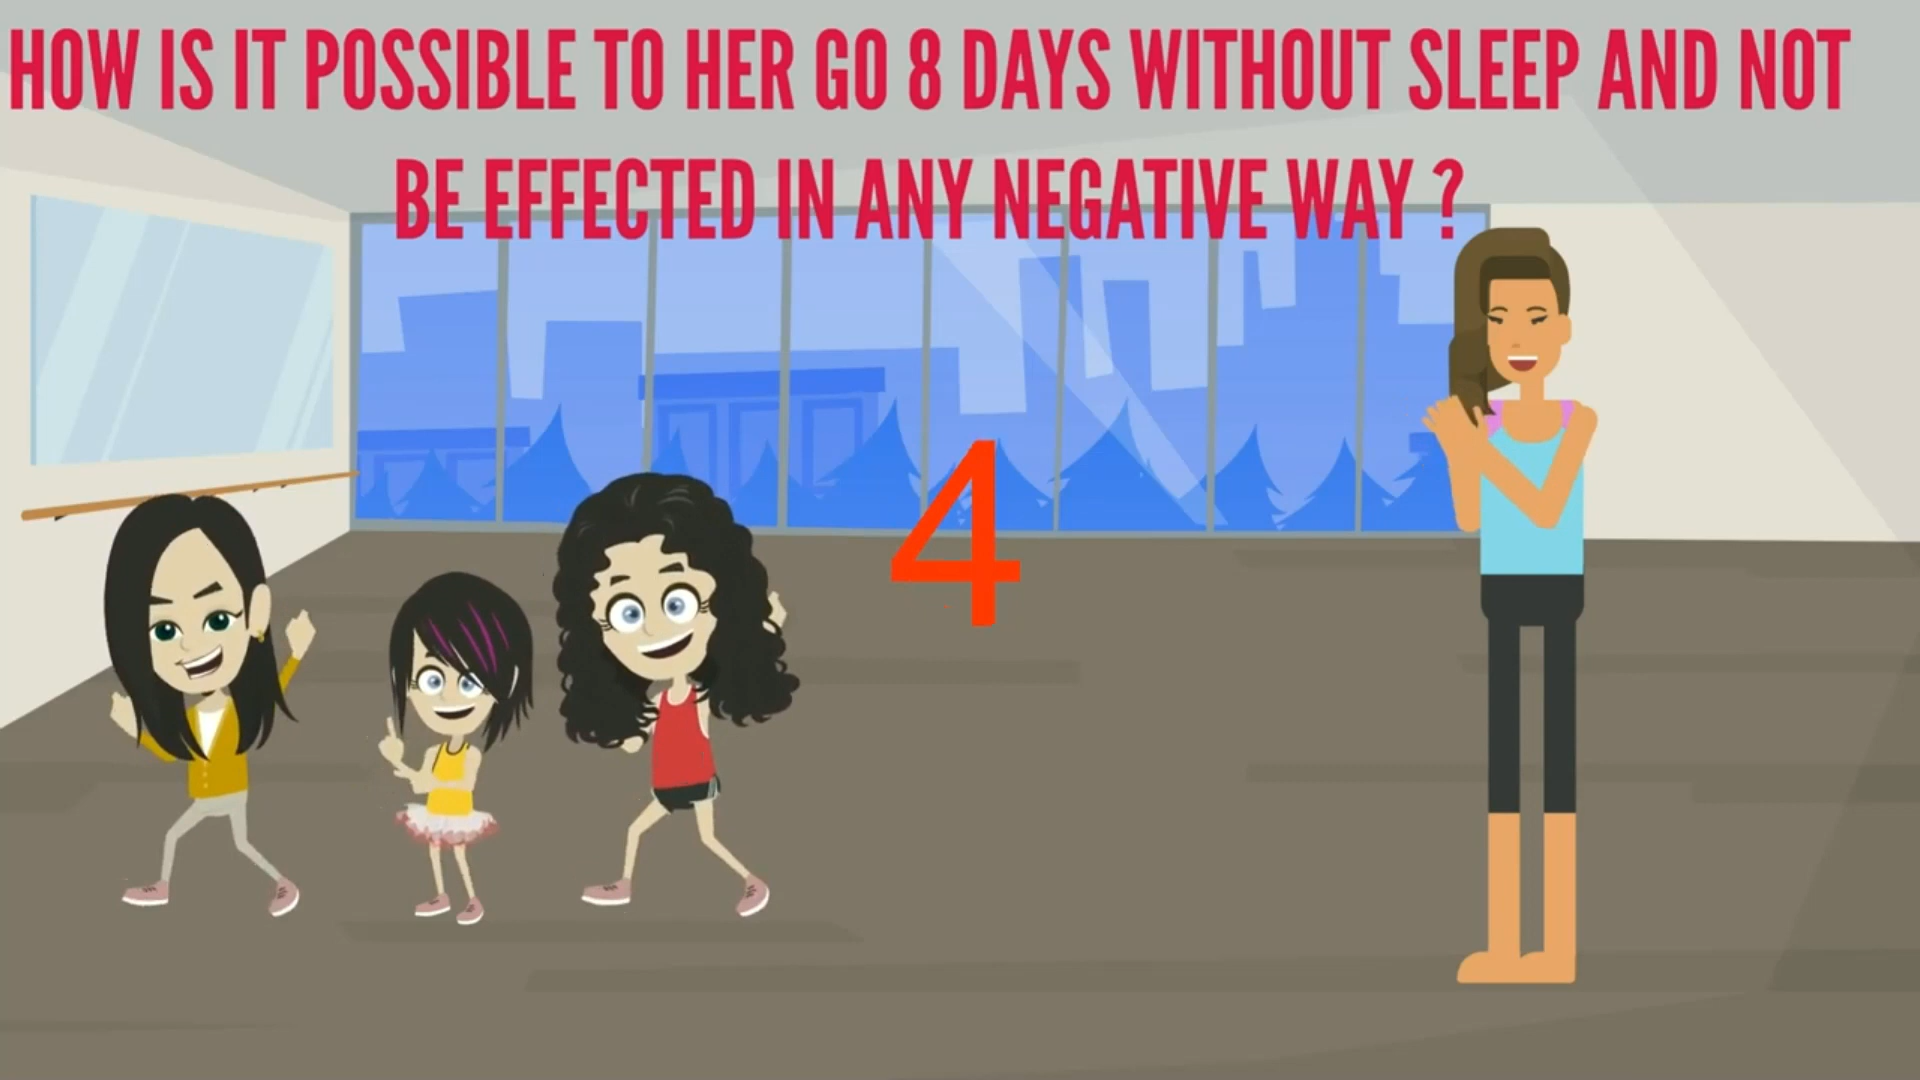 HOW IS IT POSSIBLE TO HER GO 8 DAYS WITHOUT SLEEP AND NOT
BE EFFECTED IN ANY NEGATIVE WAY ?
4